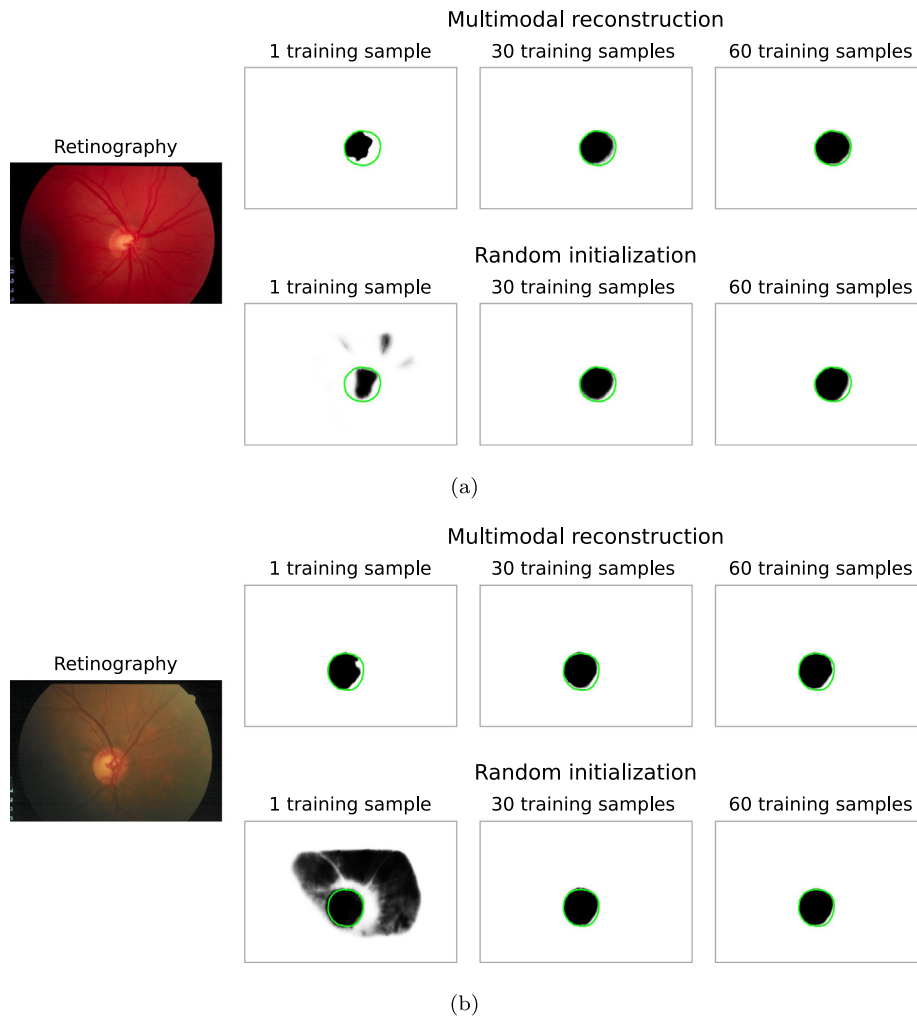 Multimodal reconstruction
1 training sample 30 training samples 60 training samples
Retinography
Random initialization
1 training sample 30 training samples 60 training samples
(a)
Multimodal reconstruction
1 training sample 30 training samples 60 training samples
Retinography
Random initialization
1 training sample 30 training samples 60 training samples
(b)